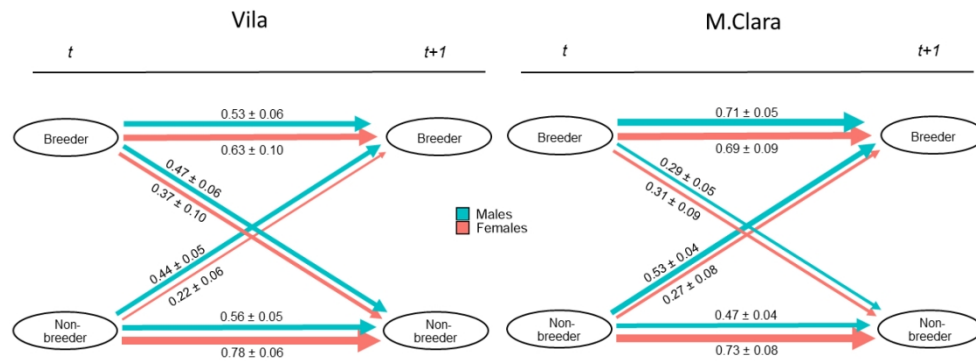 Vila
M.Clara
t
t+1
t
t+1
0.53 ± 0.06
0.71 ± 0.05
Breeder
Breeder
Breeder
Breeder
0.63 ± 0.10
0.69 ± 0.09
0.47 ± 0.06
0.37 ± 0.10
0.29 ± 0.05
0.31 ± 0.09
Males
Females
0.44 ± 0.05
0.22 ± 0.06
0.53 ± 0.04
0.27 ± 0.08
Non-
breeder
0.56 ± 0.05
0.78 ± 0.06
Non-
breeder
Non-
breeder
0.47 ± 0.04
0.73 ± 0.08
Non-
breeder